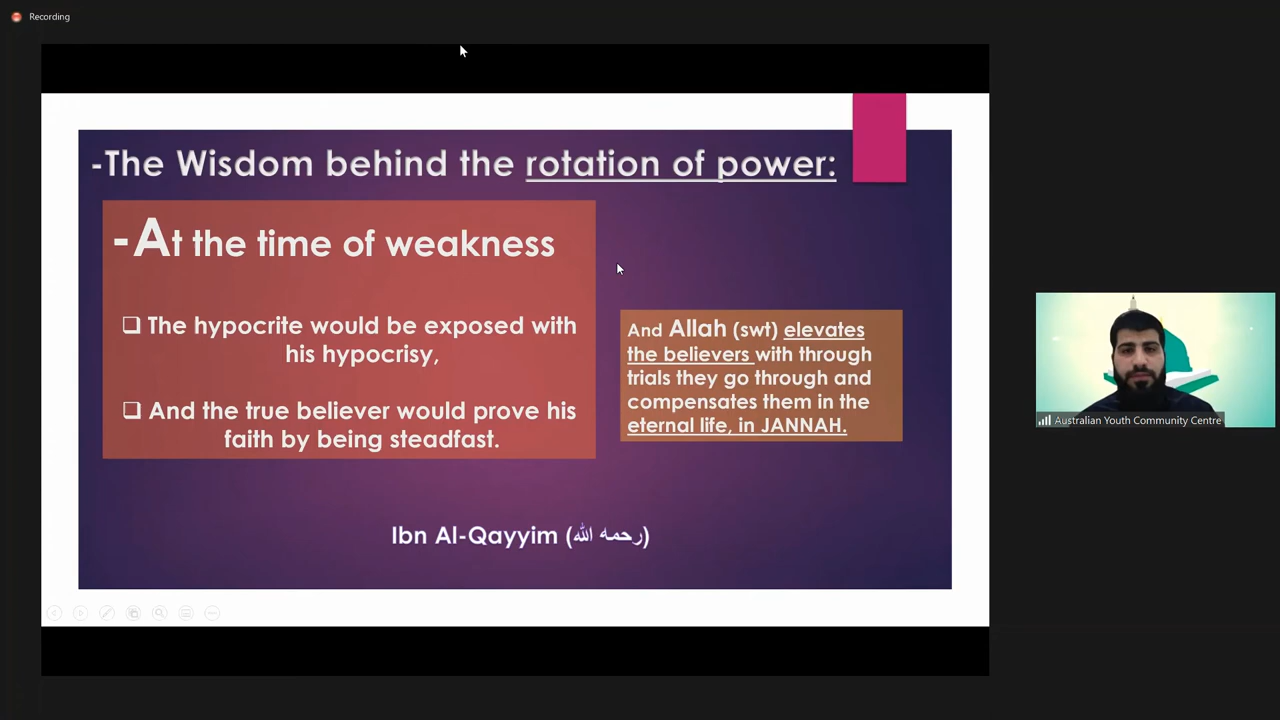 Recording
-The Wisdom behind the rotation of power:
-At the time of weakness
❑ The hypocrite would be exposed with
his hypocrisy,
❑ And the true believer would prove his
faith by being steadfast.
And Allah (swt) elevates
the believers with through
trials they go through and
compensates them in the
eternal life, in JANNAH.
Ibn Al-Qayyim (رحمه الله)
Australian Youth Community Centre